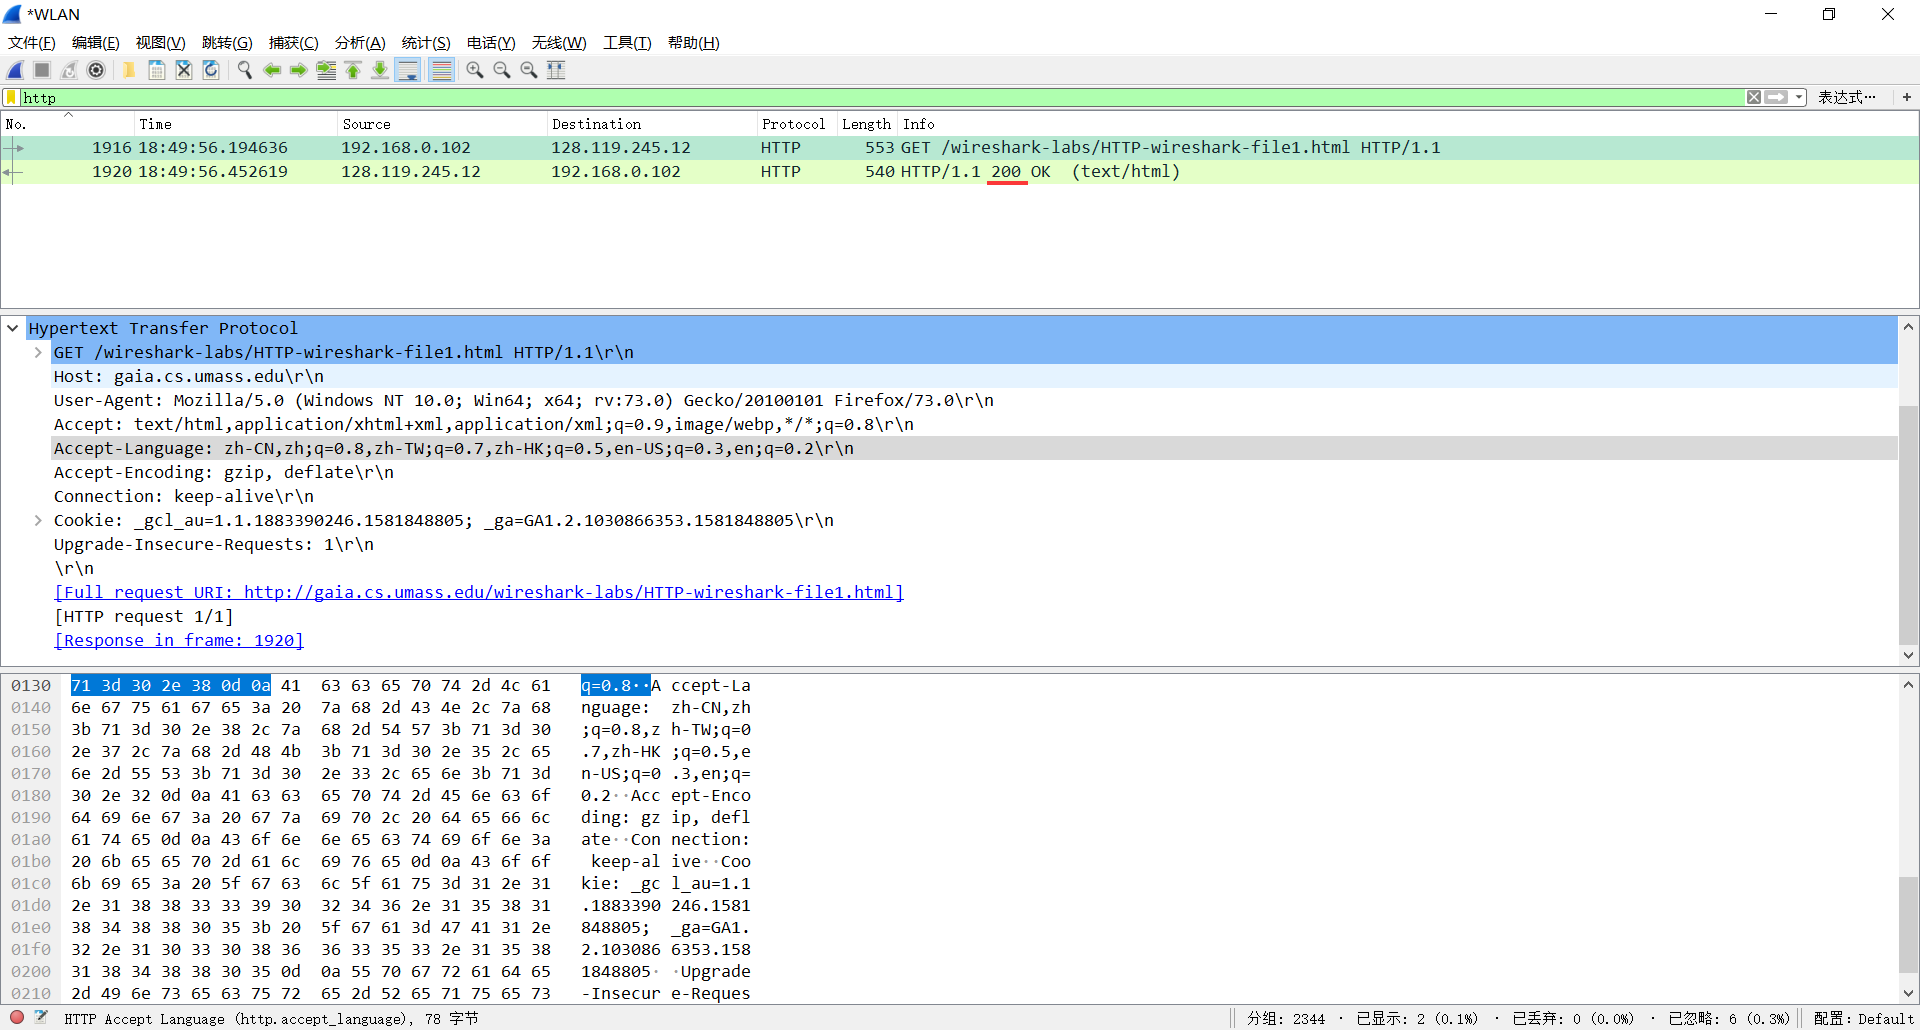 *WLAN
文件(F) 编辑(E) 视图(V) 跳转(G) 捕获(C) 分析(A) 统计(S) 电话(Y) 无线(W) 工具(T) 帮助(H)
http 表达式… +
No. Time Source Destination Protocol Length Info
1916 18:49:56.194636 192.168.0.102 128.119.245.12 HTTP 553 GET /wireshark-labs/HTTP-wireshark-file1.html HTTP/1.1
1920 18:49:56.452619 128.119.245.12 192.168.0.102 HTTP 540 HTTP/1.1 200 OK (text/html)
Hypertext Transfer Protocol
GET /wireshark-labs/HTTP-wireshark-file1.html HTTP/1.1\r\n
Host: gaia.cs.umass.edu\r\n
User-Agent: Mozilla/5.0 (Windows NT 10.0; Win64; x64; rv:73.0) Gecko/20100101 Firefox/73.0\r\n
Accept: text/html,application/xhtml+xml,application/xml;q=0.9,image/webp,*/*;q=0.8\r\n
Accept-Language: zh-CN,zh;q=0.8,zh-TW;q=0.7,zh-HK;q=0.5,en-US;q=0.3,en;q=0.2\r\n
Accept-Encoding: gzip, deflate\r\n
Connection: keep-alive\r\n
Cookie: _gcl_au=1.1.1883390246.1581848805; _ga=GA1.2.1030866353.1581848805\r\n
Upgrade-Insecure-Requests: 1\r\n
\r\n
[Full request URI: http://gaia.cs.umass.edu/wireshark-labs/HTTP-wireshark-file1.html]
[HTTP request 1/1]
[Response in frame: 1920]
0130 71 3d 30 2e 38 0d 0a 41 63 63 65 70 74 2d 4c 61 q=0.8··A ccept-La
0140 6e 67 75 61 67 65 3a 20 7a 68 2d 43 4e 2c 7a 68 nguage: zh-CN,zh
0150 3b 71 3d 30 2e 38 2c 7a 68 2d 54 57 3b 71 3d 30 ;q=0.8,z h-TW;q=0
0160 2e 37 2c 7a 68 2d 48 4b 3b 71 3d 30 2e 35 2c 65 .7,zh-HK ;q=0.5,e
0170 6e 2d 55 53 3b 71 3d 30 2e 33 2c 65 6e 3b 71 3d n-US;q=0 .3,en;q=
0180 30 2e 32 0d 0a 41 63 63 65 70 74 2d 45 6e 63 6f 0.2··Acc ept-Enco
0190 64 69 6e 67 3a 20 67 7a 69 70 2c 20 64 65 66 6c ding: gz ip, defl
01a0 61 74 65 0d 0a 43 6f 6e 6e 65 63 74 69 6f 6e 3a ate··Con nection:
01b0 20 6b 65 65 70 2d 61 6c 69 76 65 0d 0a 43 6f 6f keep-al ive··Coo
01c0 6b 69 65 3a 20 5f 67 63 6c 5f 61 75 3d 31 2e 31 kie: _gc l_au=1.1
01d0 2e 31 38 38 33 33 39 30 32 34 36 2e 31 35 38 31 .1883390 246.1581
01e0 38 34 38 38 30 35 3b 20 5f 67 61 3d 47 41 31 2e 848805; _ga=GA1.
01f0 32 2e 31 30 33 30 38 36 36 33 35 33 2e 31 35 38 2.103086 6353.158
0200 31 38 34 38 38 30 35 0d 0a 55 70 67 72 61 64 65 1848805· ·Upgrade
0210 2d 49 6e 73 65 63 75 72 65 2d 52 65 71 75 65 73 -Insecur e-Reques
HTTP Accept Language (http.accept_language), 78 字节 分组: 2344 · 已显示: 2 (0.1%) · 已丢弃: 0 (0.0%) · 已忽略: 6 (0.3%) 配置: Default